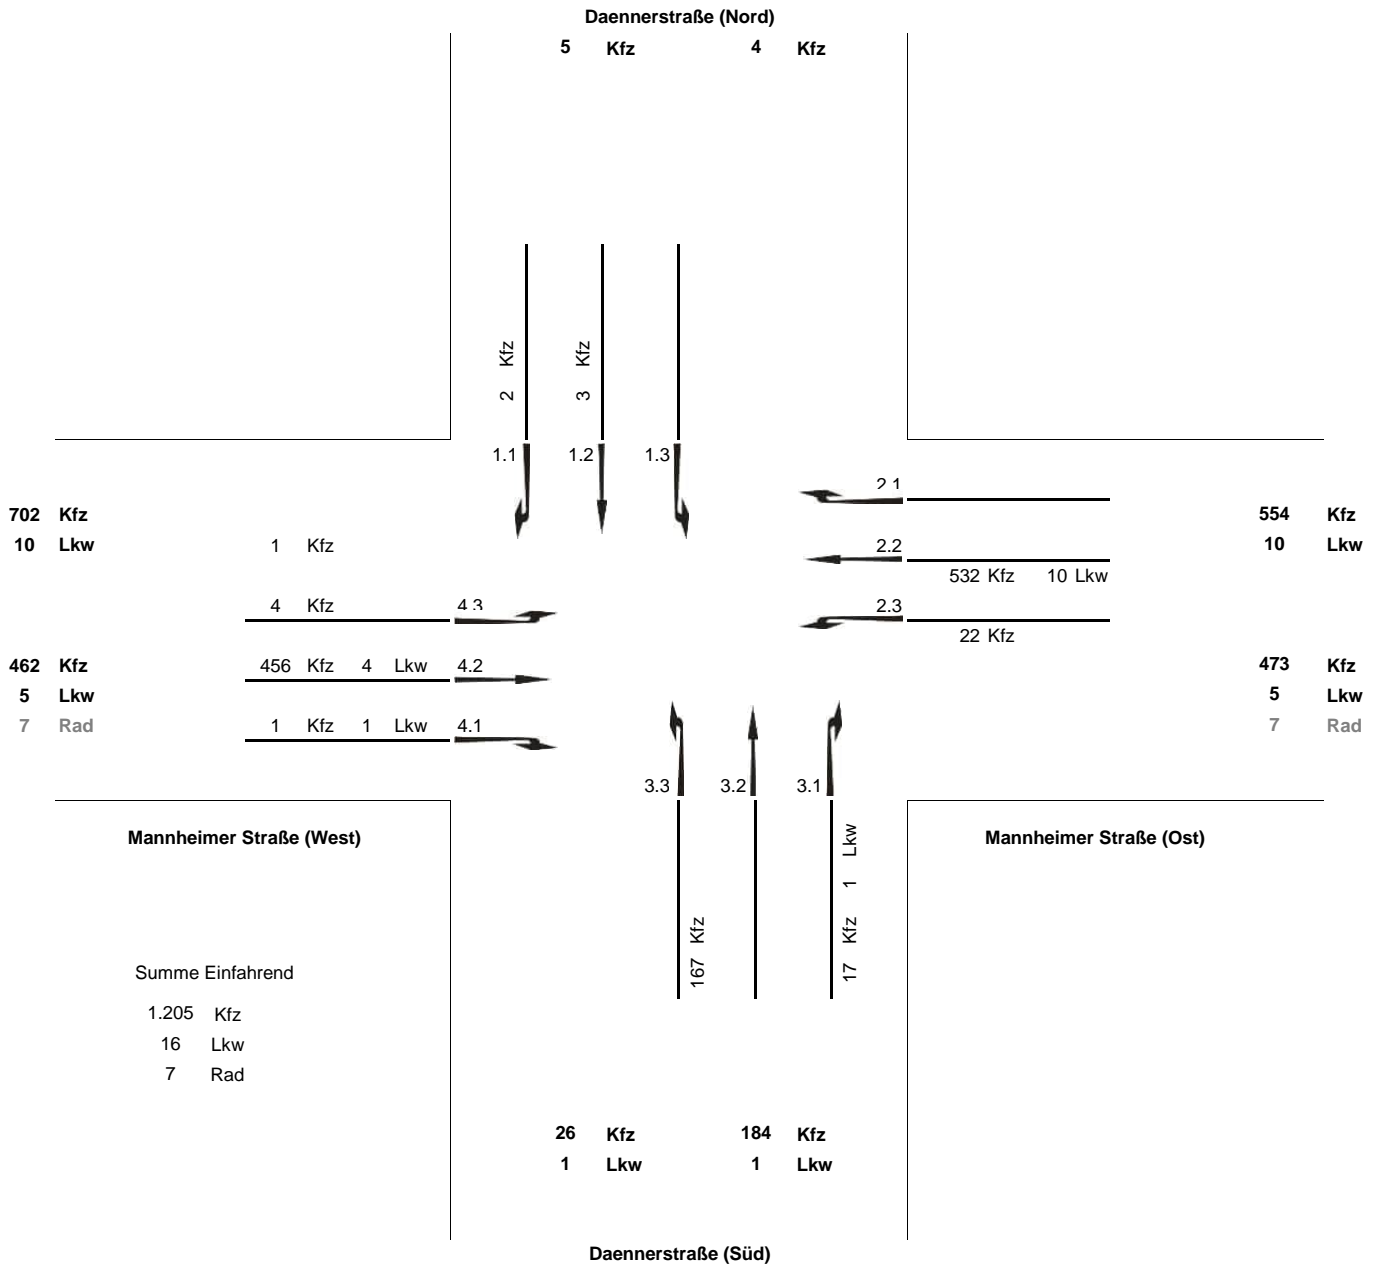 Daennerstraße (Nord)
5 Kfz 4 Kfz
2 Kfz
3 Kfz
1.1 1.2 1.3
2.1
702 Kfz
10 Lkw
554 Kfz
10 Lkw
1 Kfz
2.2
532 Kfz 10 Lkw
4 Kfz 4.3
2.3
22 Kfz
462 Kfz
5 Lkw
7 Rad
456 Kfz 4 Lkw 4.2
1 Kfz 1 Lkw 4.1
473 Kfz
5 Lkw
7 Rad
3.3 3.2 3.1
Mannheimer Straße (West)
Mannheimer Straße (Ost)
167 Kfz
17 Kfz 1 Lkw
Summe Einfahrend
1.205 Kfz
16 Lkw
7 Rad
26 Kfz 184 Kfz
1 Lkw 1 Lkw
Daennerstraße (Süd)